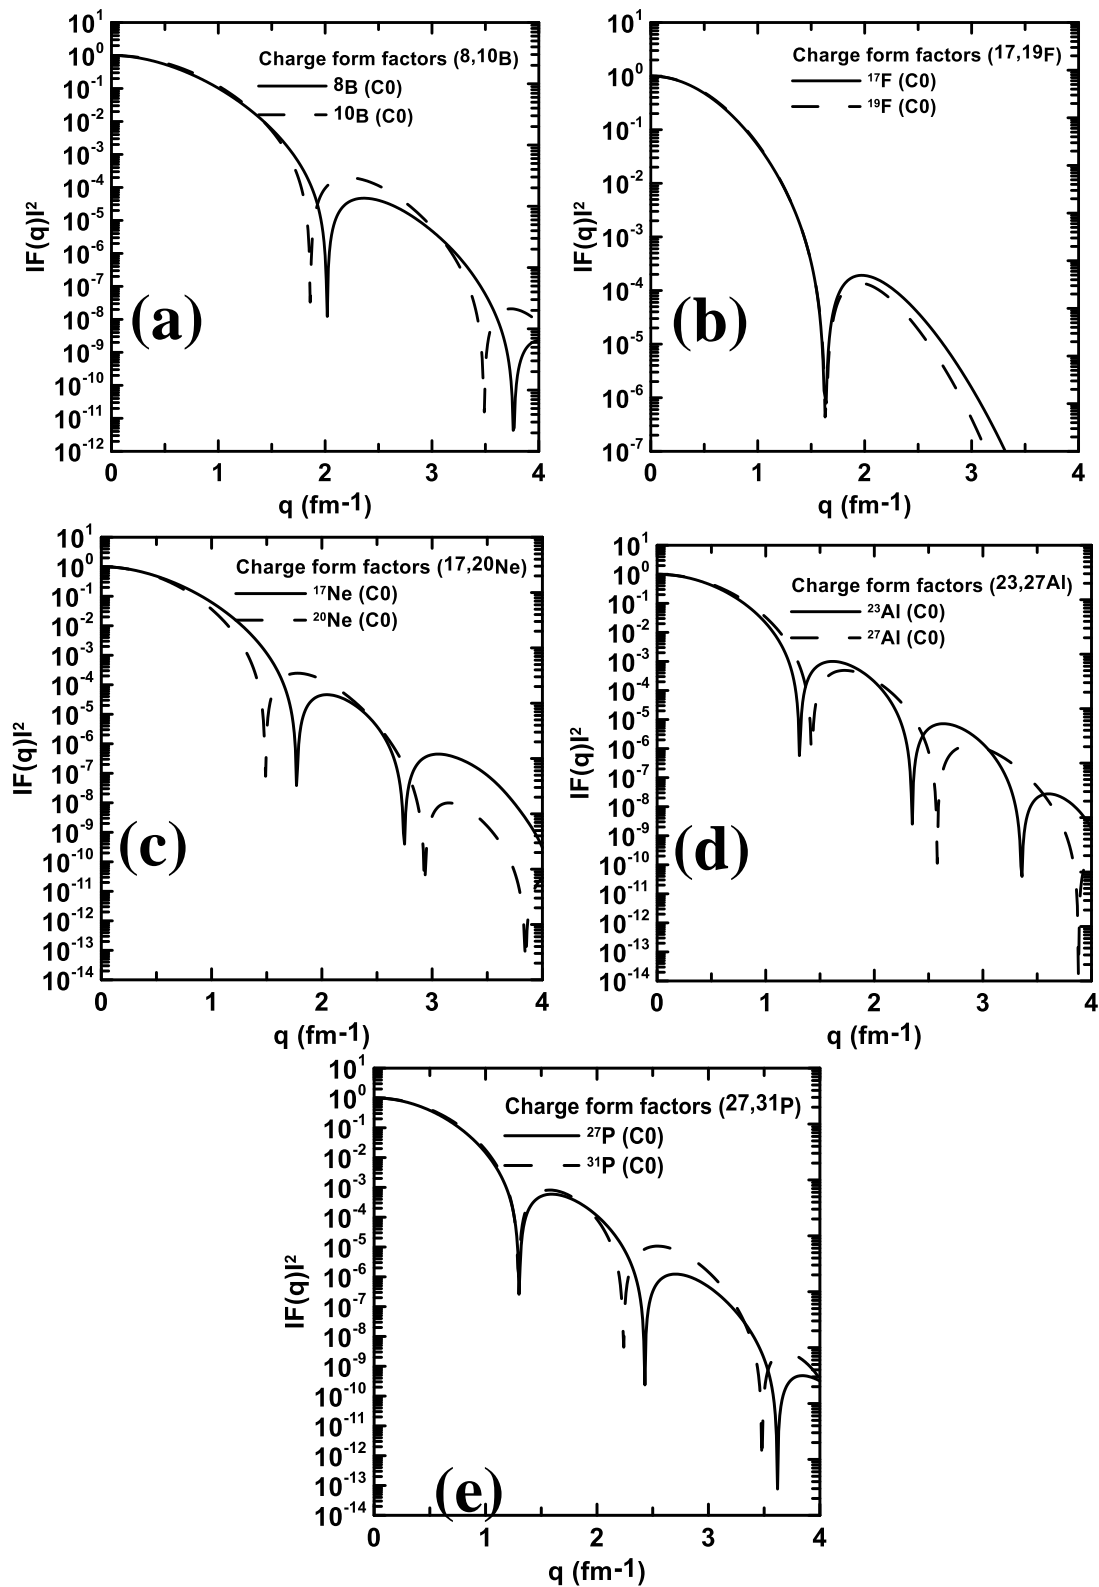 Charge form factors (8,10B)
8B (C0)
10B (C0)
10^1
10^0
10^-1
10^-2
10^-3
10^-4
10^-5
10^-6
10^-7
10^-8
10^-9
10^-10
10^-11
10^-12
IF(q)I²
(a)
0 1 2 3 4
q (fm-1)
Charge form factors (17,19F)
17F (C0)
19F (C0)
10^1
10^0
10^-1
10^-2
10^-3
10^-4
10^-5
10^-6
10^-7
IF(q)I²
(b)
0 1 2 3 4
q (fm-1)
Charge form factors (17,20Ne)
17Ne (C0)
20Ne (C0)
10^1
10^0
10^-1
10^-2
10^-3
10^-4
10^-5
10^-6
10^-7
10^-8
10^-9
10^-10
10^-11
10^-12
10^-13
10^-14
IF(q)I²
(c)
0 1 2 3 4
q (fm-1)
Charge form factors (23,27Al)
23Al (C0)
27Al (C0)
10^1
10^0
10^-1
10^-2
10^-3
10^-4
10^-5
10^-6
10^-7
10^-8
10^-9
10^-10
10^-11
10^-12
10^-13
10^-14
IF(q)I²
(d)
0 1 2 3 4
q (fm-1)
Charge form factors (27,31P)
27P (C0)
31P (C0)
10^1
10^0
10^-1
10^-2
10^-3
10^-4
10^-5
10^-6
10^-7
10^-8
10^-9
10^-10
10^-11
10^-12
10^-13
10^-14
IF(q)I²
(e)
0 1 2 3 4
q (fm-1)